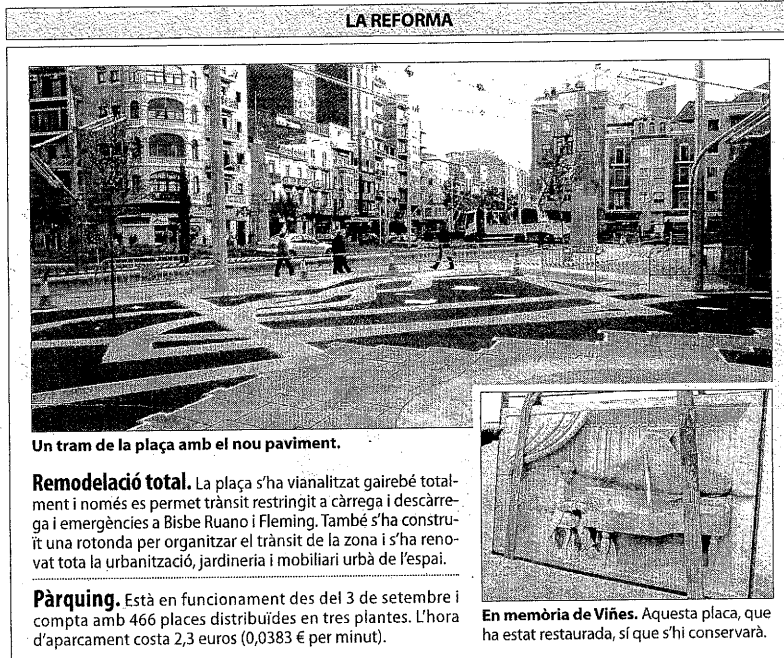 LA REFORMA
Un tram de la plaça amb el nou paviment.
Remodelació total. La plaça s'ha vianalitzat gairebé total-
ment i només es permet trànsit restringit a càrrega i descàrre-
ga i emergències a Bisbe Ruano i Fleming. També s'ha constru-
ït una rotonda per organitzar el trànsit de la zona i s'ha reno-
vat tota la urbanització, jardineria i mobiliari urbà de l'espai.
Pàrquing. Està en funcionament des del 3 de setembre i
compta amb 466 places distribuïdes en tres plantes. L'hora
d'aparcament costa 2,3 euros (0,0383 € per minut).
En memòria de Viñes. Aquesta placa, que
ha estat restaurada, sí que s'hi conservarà.